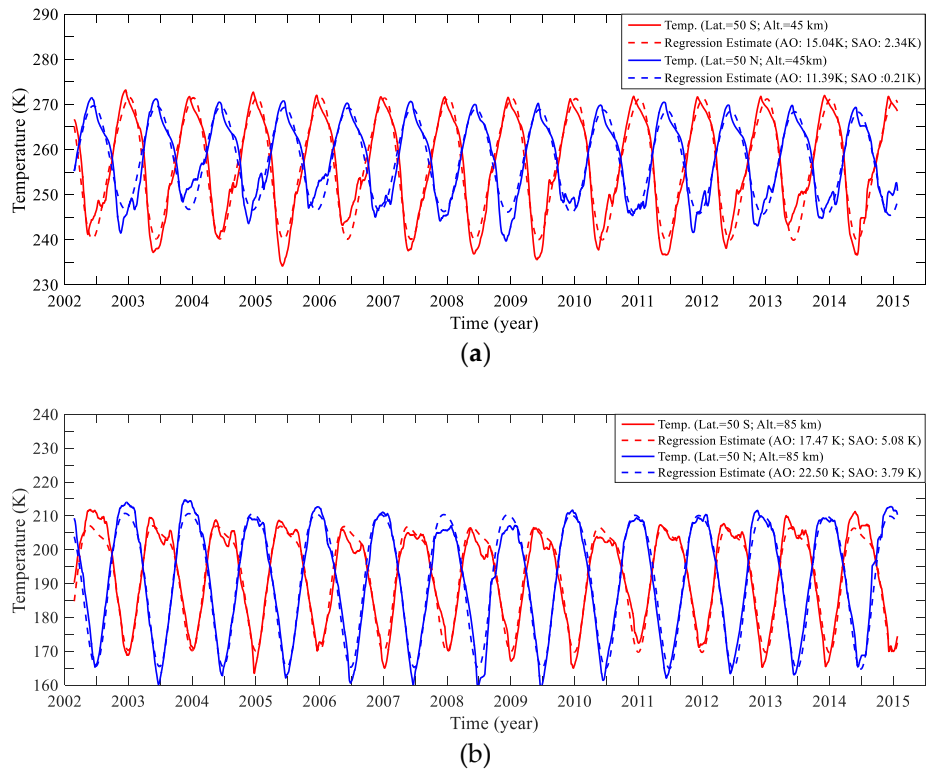 290
280
270
260
250
240
230
Temperature (K)
Temp. (Lat.=50 S; Alt.=45 km)
Regression Estimate (AO: 15.04K; SAO: 2.34K)
Temp. (Lat.=50 N; Alt.=45km)
Regression Estimate (AO: 11.39K; SAO :0.21K)
2002 2003 2004 2005 2006 2007 2008 2009 2010 2011 2012 2013 2014 2015
Time (year)
(a)
240
230
220
210
200
190
180
170
160
Temperature (K)
Temp. (Lat.=50 S; Alt.=85 km)
Regression Estimate (AO: 17.47 K; SAO: 5.08 K)
Temp. (Lat.=50 N; Alt.=85 km)
Regression Estimate (AO: 22.50 K; SAO: 3.79 K)
2002 2003 2004 2005 2006 2007 2008 2009 2010 2011 2012 2013 2014 2015
Time (year)
(b)